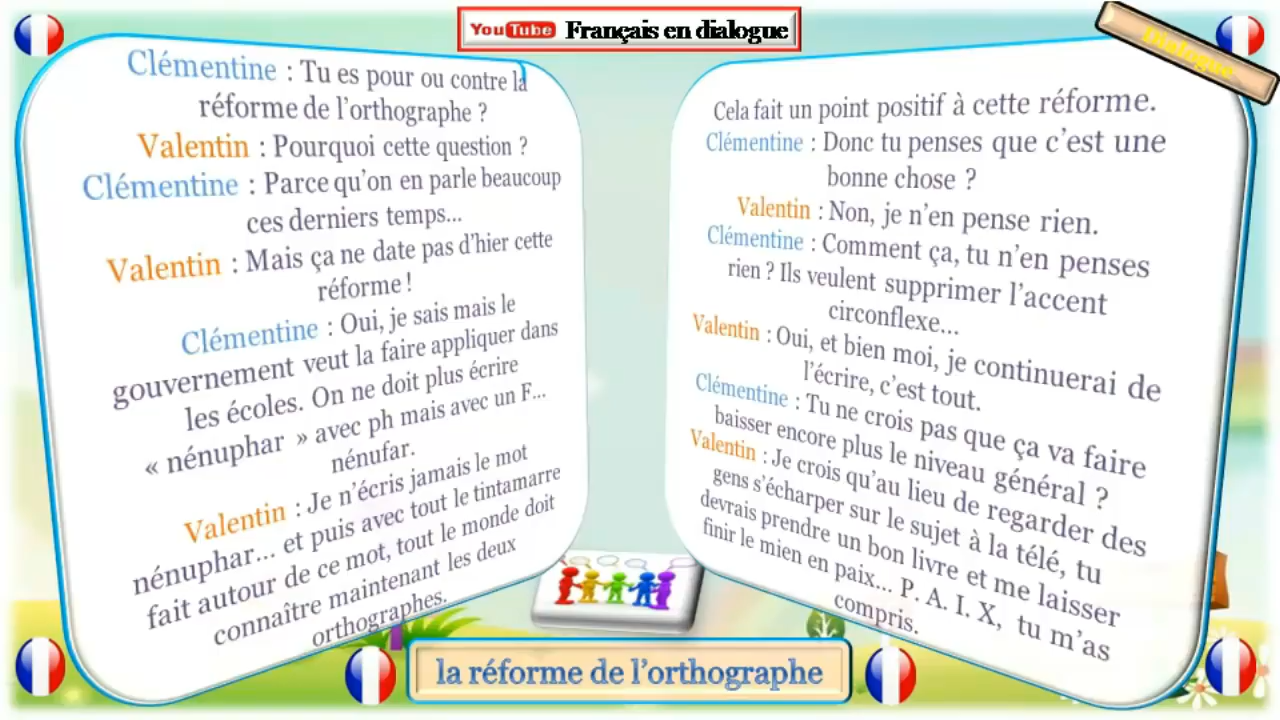 YouTube Français en dialogue
Dialogue
Clémentine : Tu es pour ou contre la
réforme de l'orthographe ?
Valentin : Pourquoi cette question ?
Clémentine : Parce qu'on en parle beaucoup
ces derniers temps...
Valentin : Mais ça ne date pas d'hier cette
réforme !
Clémentine : Oui, je sais mais le
gouvernement veut la faire appliquer dans
les écoles. On ne doit plus écrire
« nénuphar » avec ph mais avec un F...
nénufar.
Valentin : Je n'écris jamais le mot
nénuphar... et puis avec tout le tintamarre
fait autour de ce mot, tout le monde doit
connaître maintenant les deux
orthographes.
Cela fait un point positif à cette réforme.
Clémentine : Donc tu penses que c'est une
bonne chose ?
Valentin : Non, je n'en pense rien.
Clémentine : Comment ça, tu n'en penses
rien ? Ils veulent supprimer l'accent
circonflexe...
Valentin : Oui, et bien moi, je continuerai de
l'écrire, c'est tout.
Clémentine : Tu ne crois pas que ça va faire
baisser encore plus le niveau général ?
Valentin : Je crois qu'au lieu de regarder des
gens s'écharper sur le sujet à la télé, tu
devrais prendre un bon livre et me laisser
finir le mien en paix... P. A. I. X, tu m'as
compris.
la réforme de l'orthographe